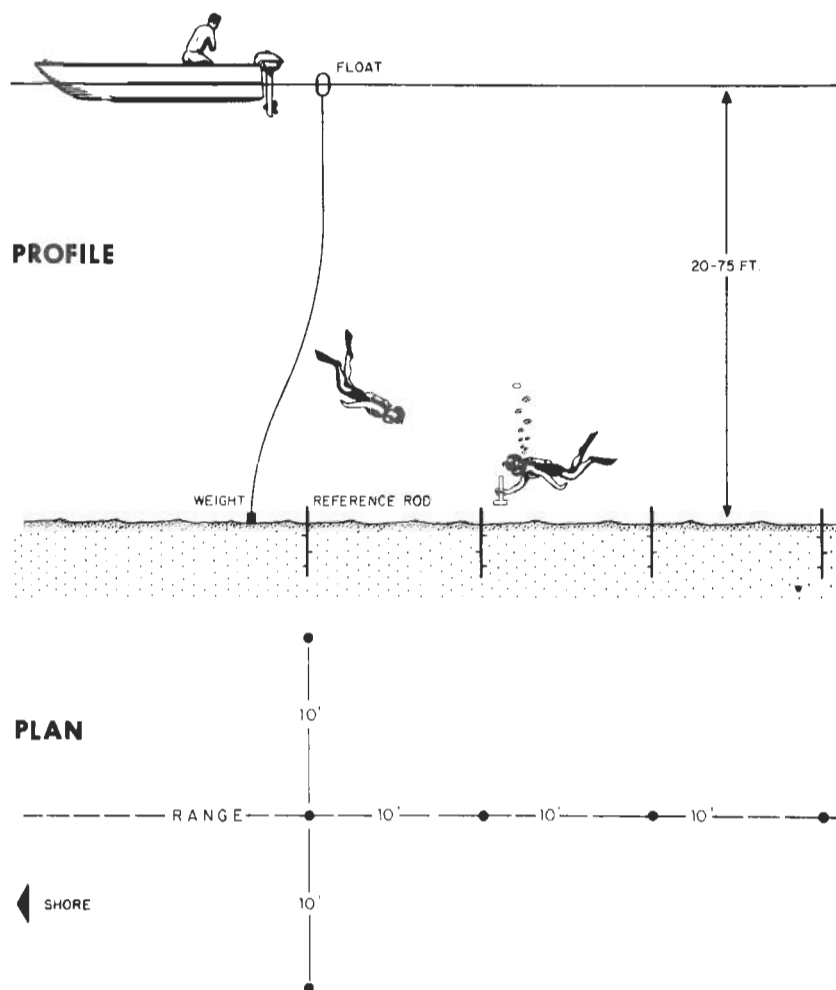 FLOAT
PROFILE
20-75 FT.
WEIGHT
REFERENCE ROD
10'
PLAN
RANGE
10'
10'
10'
SHORE
10'